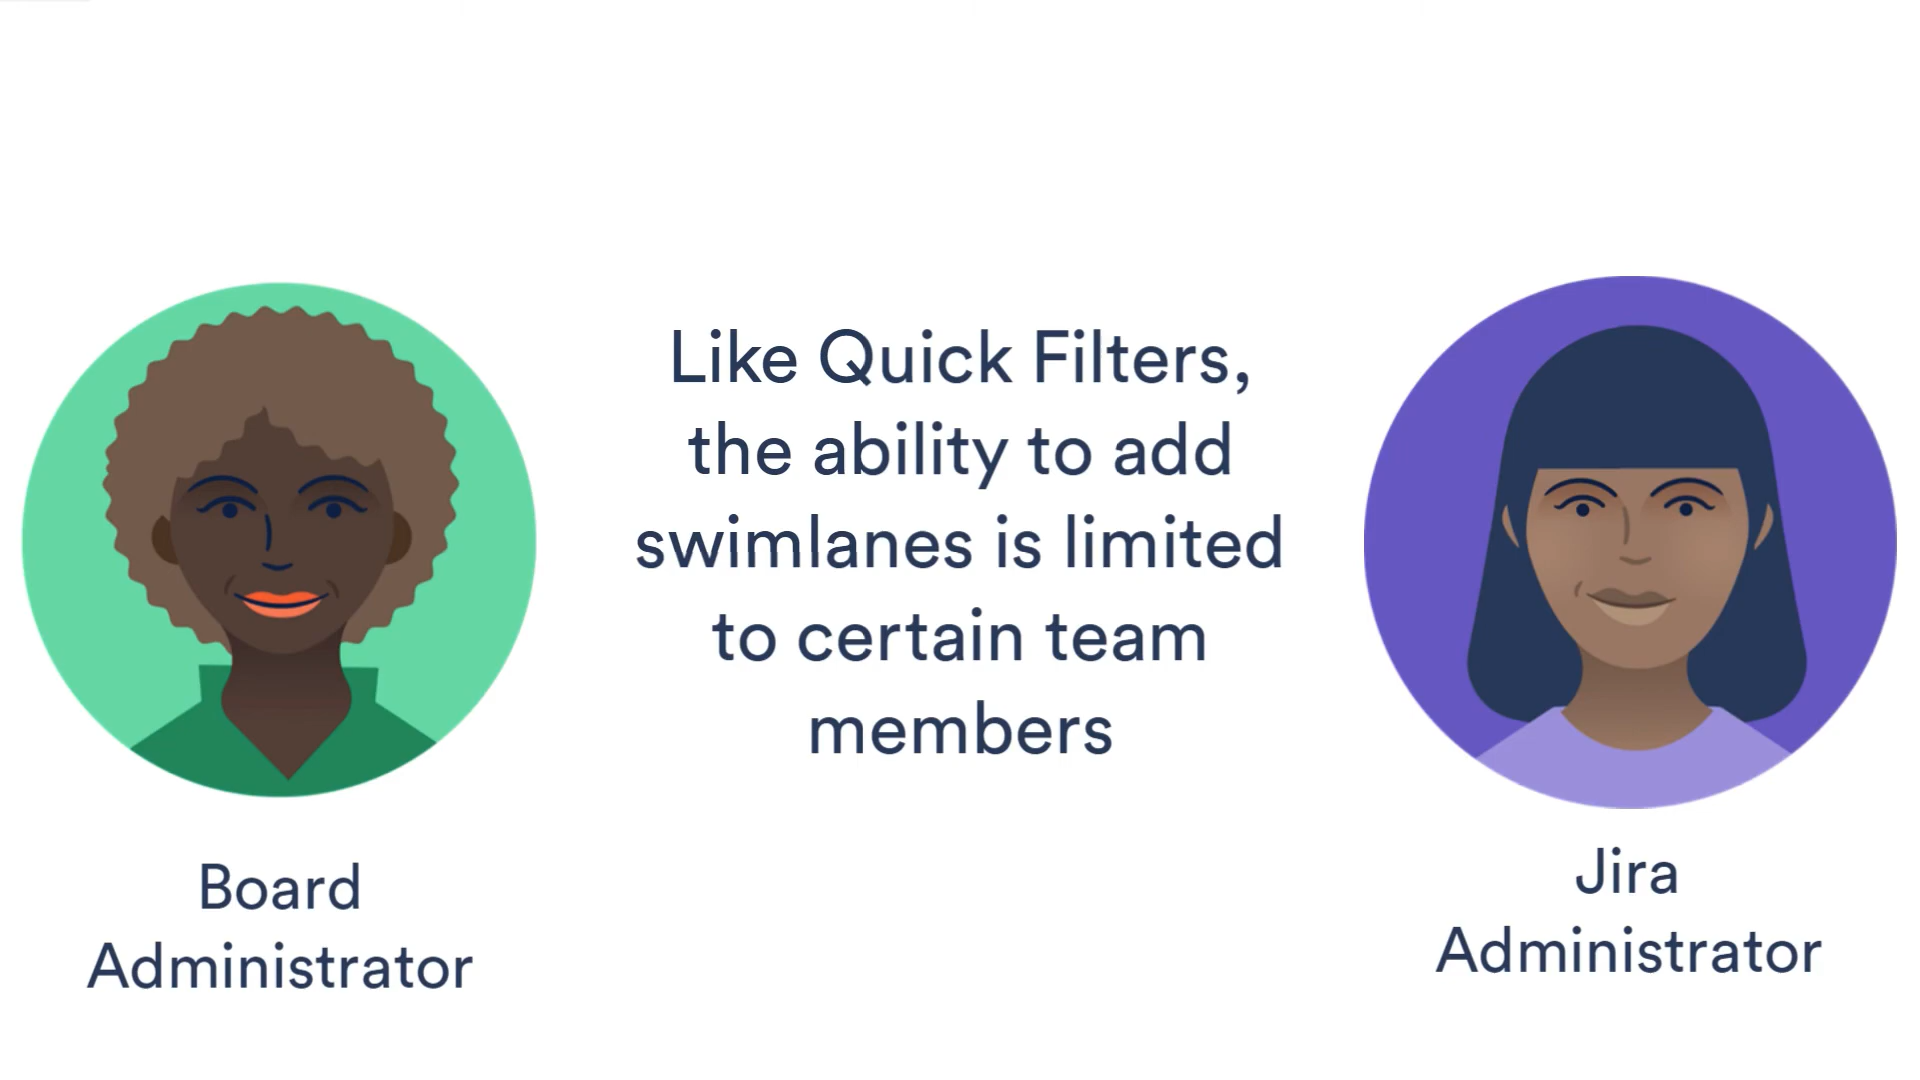 Like Quick Filters,
the ability to add
swimlanes is limited
to certain team
members
Board
Administrator
Jira
Administrator